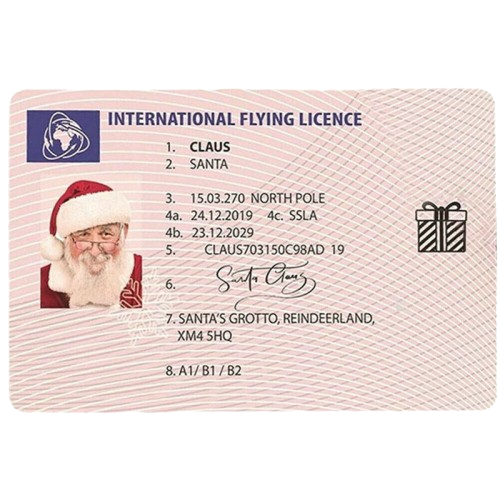 INTERNATIONAL FLYING LICENCE
1. CLAUS
2. SANTA
3. 15.03.270 NORTH POLE
4a. 24.12.2019 4c. SSLA
4b. 23.12.2029
5. CLAUS703150C98AD 19
6. Santa Claus
7. SANTA'S GROTTO, REINDEERLAND,
XM4 5HQ
8. A1/ B1 / B2